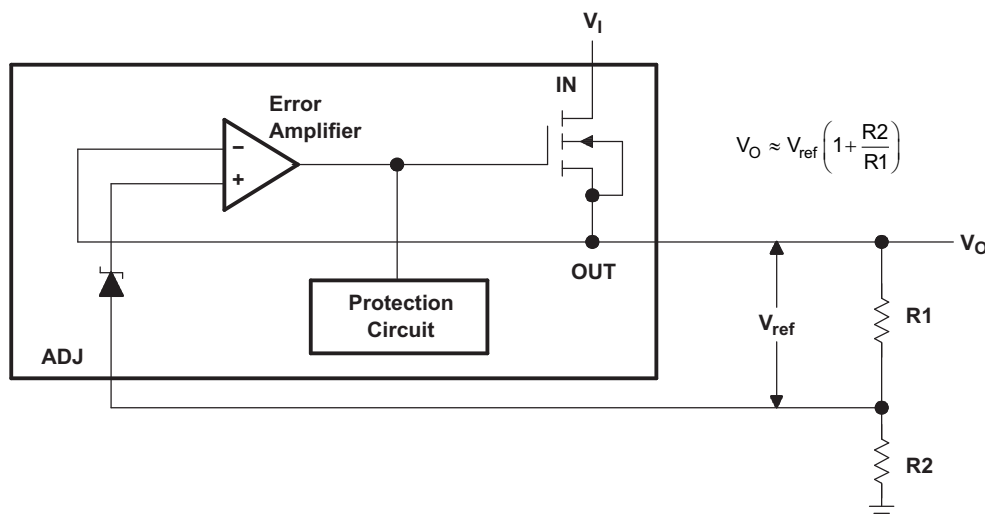 V_I
IN
Error
Amplifier
−
+
V_O ≈ V_ref (1 + R2/R1)
V_O
OUT
Protection
Circuit
V_ref
R1
ADJ
R2